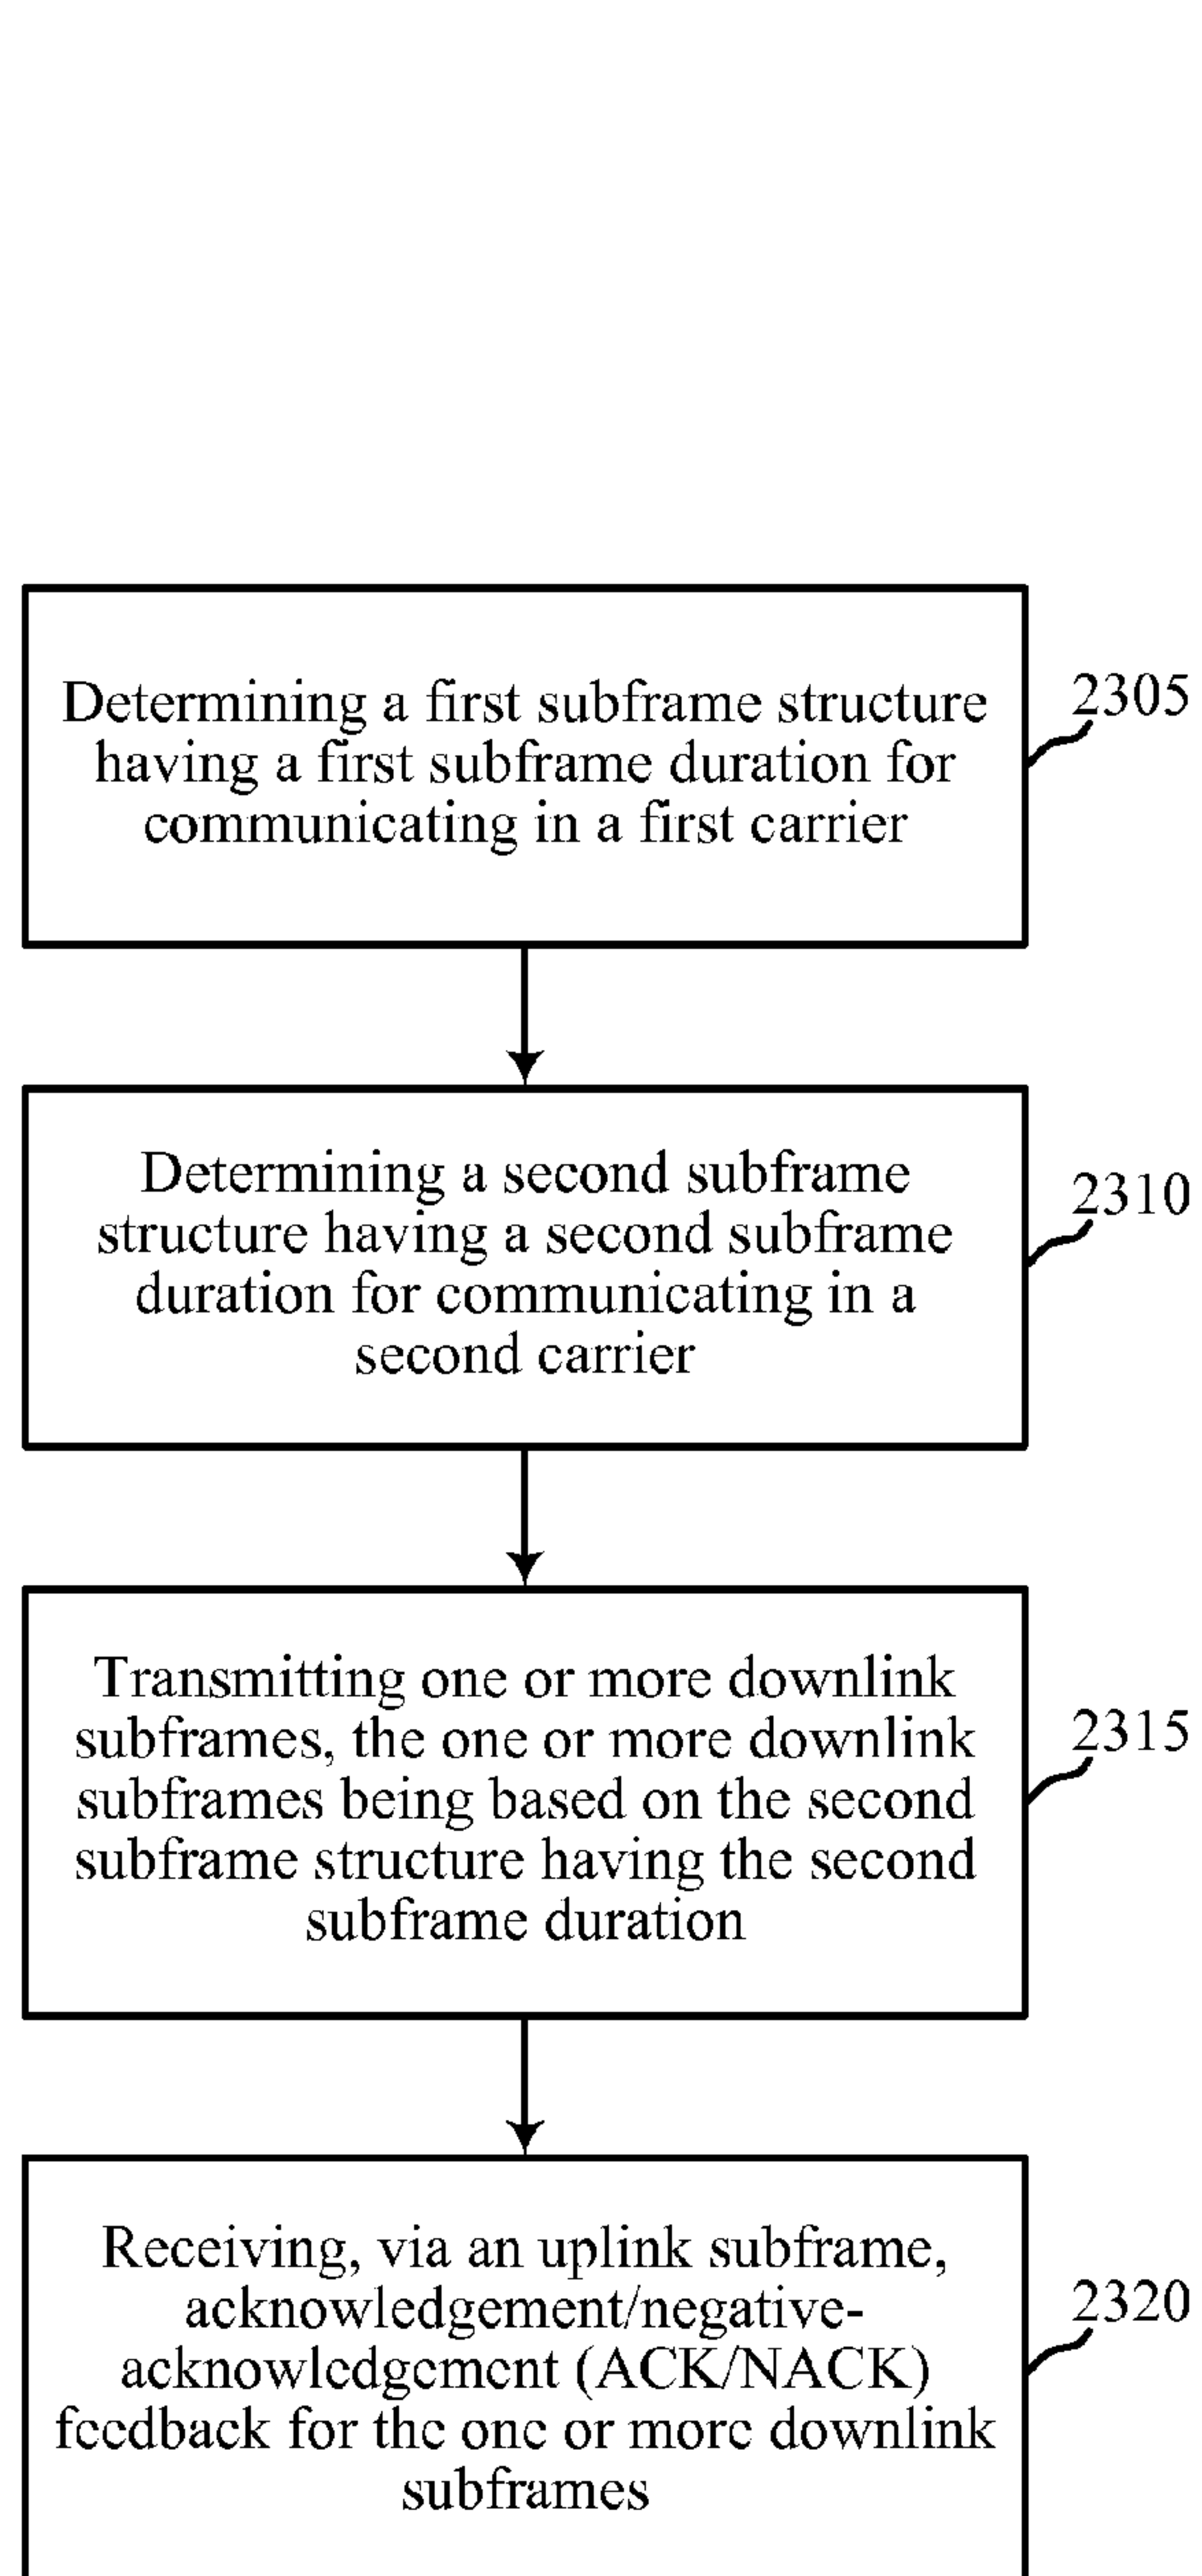 Determining a first subframe structure
having a first subframe duration for
communicating in a first carrier
2305
Determining a second subframe
structure having a second subframe
duration for communicating in a
second carrier
2310
Transmitting one or more downlink
subframes, the one or more downlink
subframes being based on the second
subframe structure having the second
subframe duration
2315
Receiving, via an uplink subframe,
acknowledgement/negative-
acknowledgement (ACK/NACK)
feedback for the one or more downlink
subframes
2320